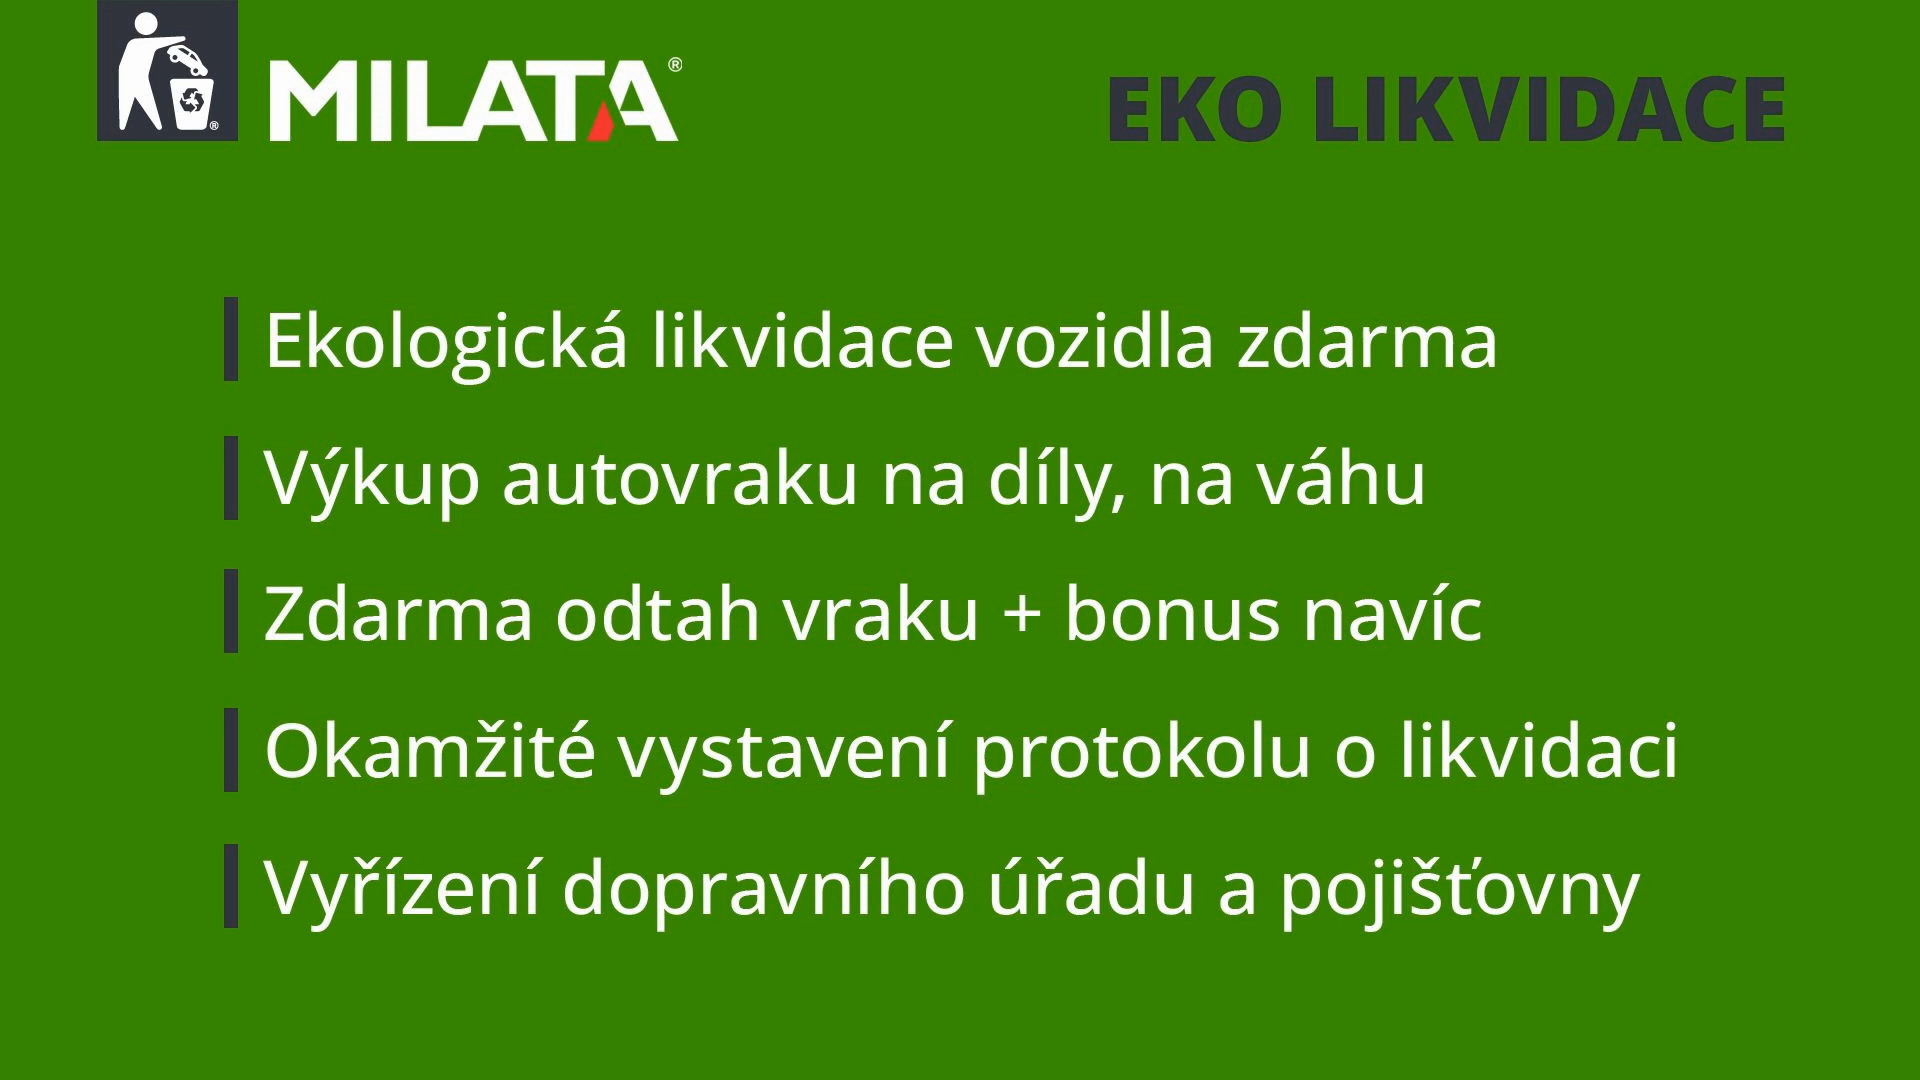 MILATA®
EKO LIKVIDACE
Ekologická likvidace vozidla zdarma
Výkup autovraku na díly, na váhu
Zdarma odtah vraku + bonus navíc
Okamžité vystavení protokolu o likvidaci
Vyřízení dopravního úřadu a pojišťovny